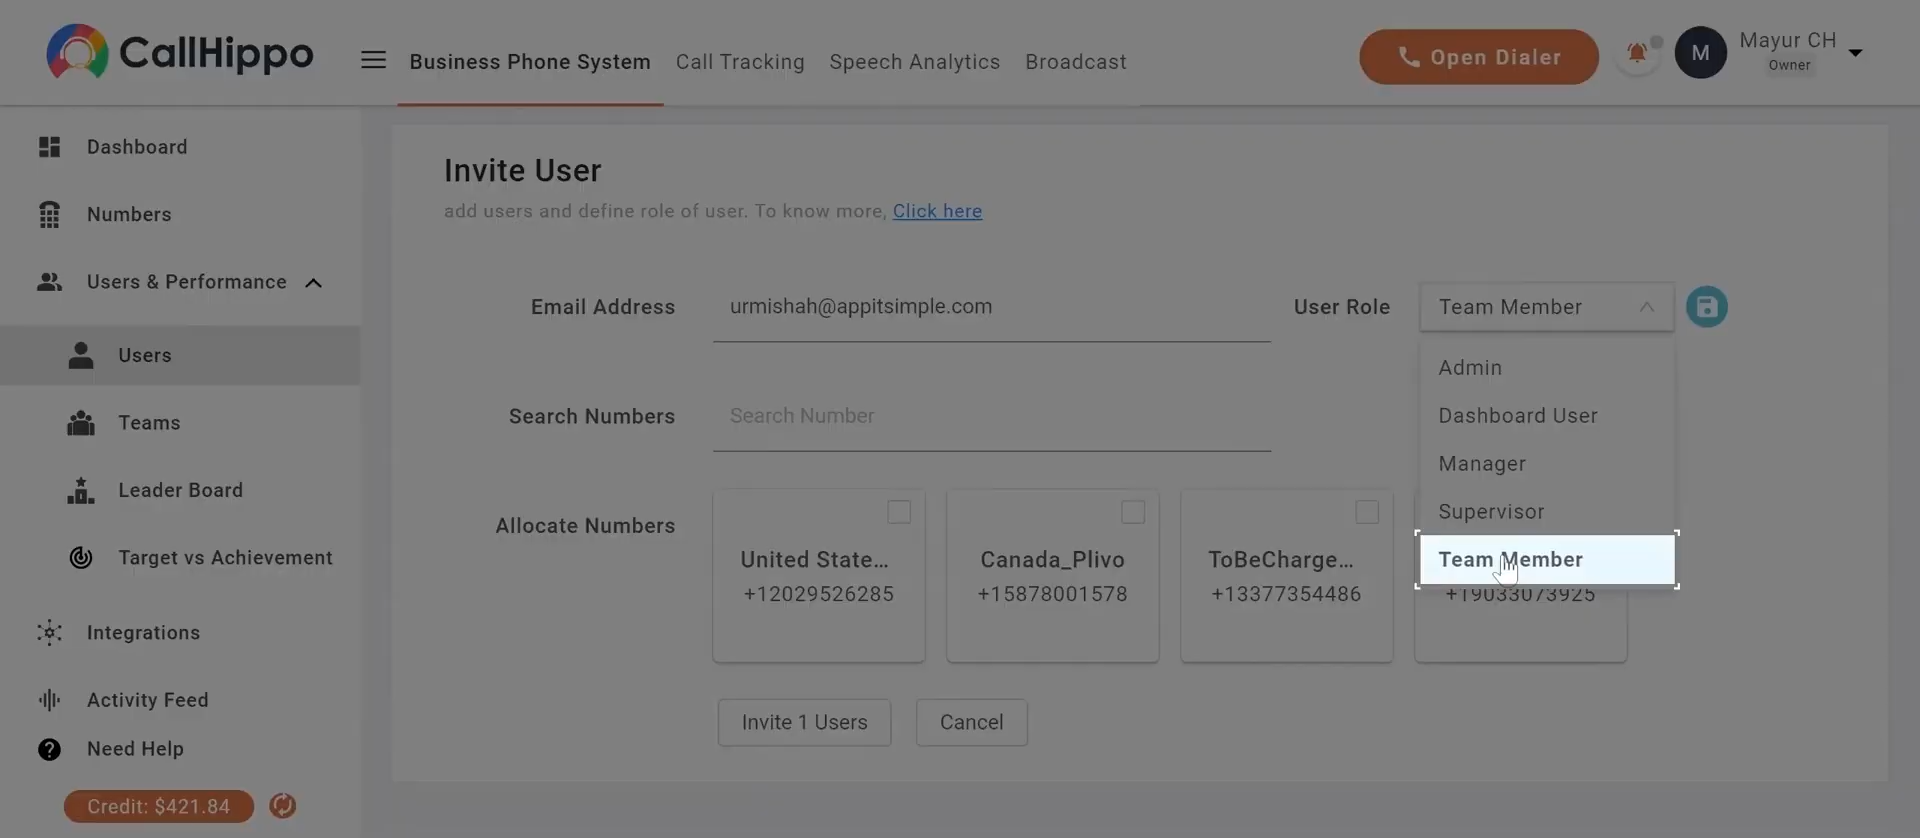 CallHippo
Business Phone System
Call Tracking
Speech Analytics
Broadcast
Open Dialer
M
Mayur CH
Owner
Dashboard
Numbers
Users & Performance
Users
Teams
Leader Board
Target vs Achievement
Integrations
Activity Feed
Need Help
Credit: $421.84
Invite User
add users and define role of user. To know more, Click here
Email Address
urmishah@appitsimple.com
User Role
Team Member
Admin
Dashboard User
Manager
Supervisor
Team Member
Search Numbers
Search Number
Allocate Numbers
United State...
+12029526285
Canada_Plivo
+15878001578
ToBeCharge...
+13377354486
+19033073925
Invite 1 Users
Cancel